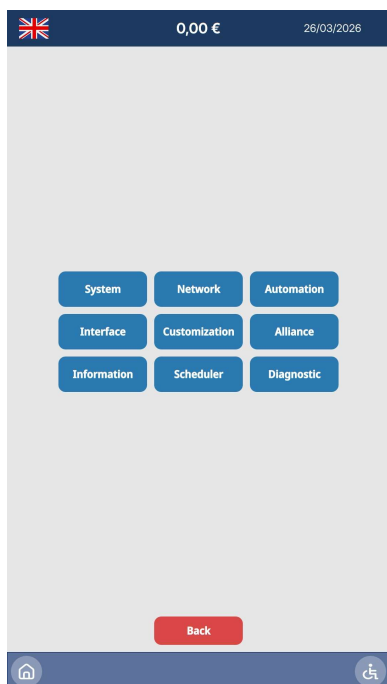 0,00 € 26/03/2026
System Network Automation
Interface Customization Alliance
Information Scheduler Diagnostic
Back